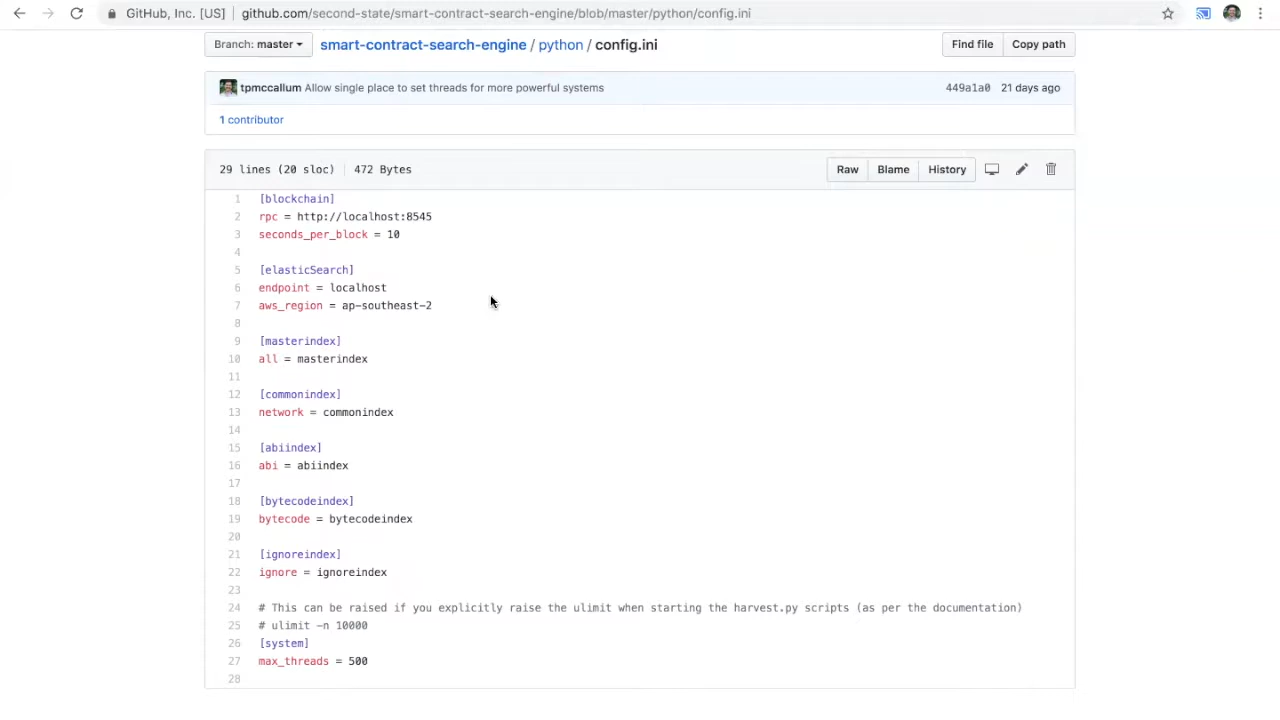 GitHub, Inc. [US] | github.com/second-state/smart-contract-search-engine/blob/master/python/config.ini
Branch: master smart-contract-search-engine / python / config.ini Find file Copy path
tpmccallum Allow single place to set threads for more powerful systems 449a1a0 21 days ago
1 contributor
29 lines (20 sloc) 472 Bytes Raw Blame History
1 [blockchain]
2 rpc = http://localhost:8545
3 seconds_per_block = 10
4
5 [elasticSearch]
6 endpoint = localhost
7 aws_region = ap-southeast-2
8
9 [masterindex]
10 all = masterindex
11
12 [commonindex]
13 network = commonindex
14
15 [abiindex]
16 abi = abiindex
17
18 [bytecodeindex]
19 bytecode = bytecodeindex
20
21 [ignoreindex]
22 ignore = ignoreindex
23
24 # This can be raised if you explicitly raise the ulimit when starting the harvest.py scripts (as per the documentation)
25 # ulimit -n 10000
26 [system]
27 max_threads = 500
28